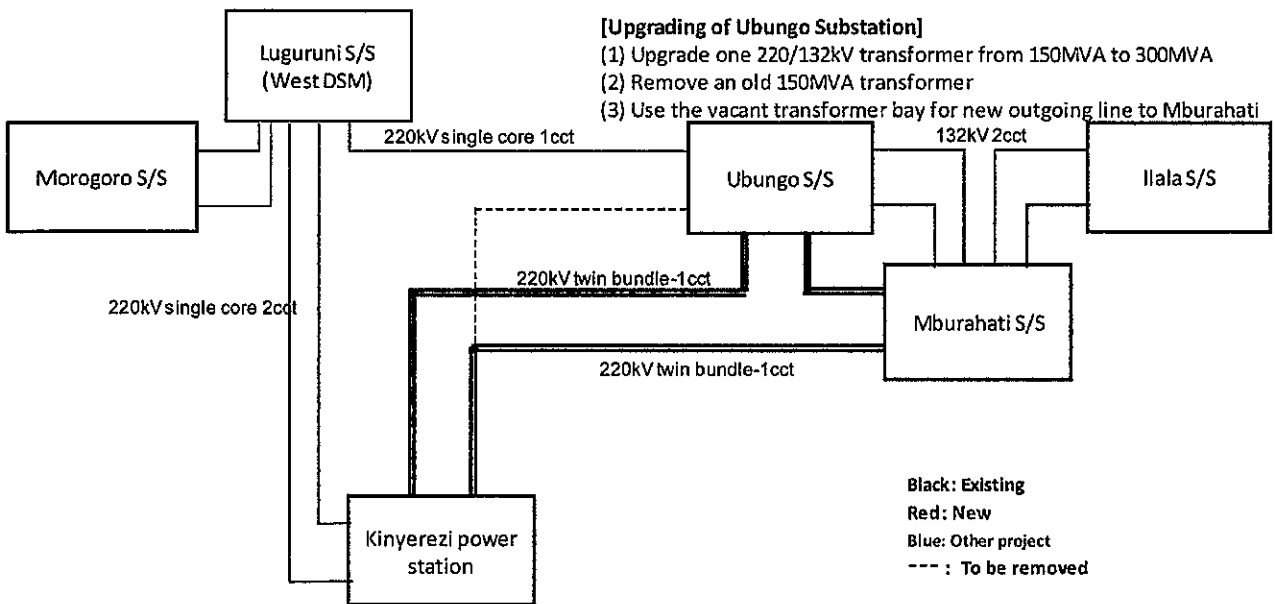 [Upgrading of Ubungo Substation]
(1) Upgrade one 220/132kV transformer from 150MVA to 300MVA
(2) Remove an old 150MVA transformer
(3) Use the vacant transformer bay for new outgoing line to Mburahati
Luguruni S/S
(West DSM)
220kV single core 1cct
132kV 2cct
Morogoro S/S
Ubungo S/S
Ilala S/S
220kV twin bundle-1cct
220kV single core 2cct
Mburahati S/S
220kV twin bundle-1cct
Kinyerezi power
station
Black: Existing
Red: New
Blue: Other project
--- : To be removed